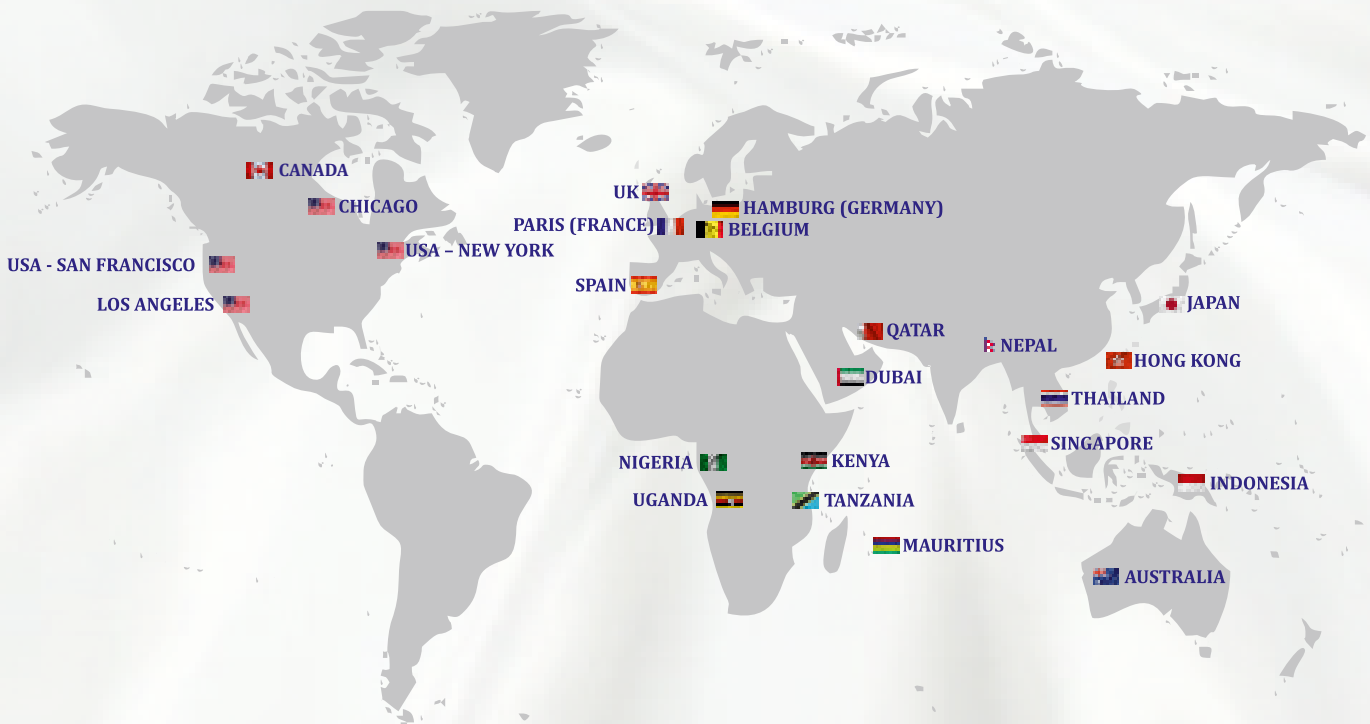 CANADA
CHICAGO
USA – NEW YORK
USA - SAN FRANCISCO
LOS ANGELES
UK
HAMBURG (GERMANY)
PARIS (FRANCE)
BELGIUM
SPAIN
JAPAN
QATAR
NEPAL
HONG KONG
DUBAI
THAILAND
SINGAPORE
NIGERIA
KENYA
INDONESIA
UGANDA
TANZANIA
MAURITIUS
AUSTRALIA